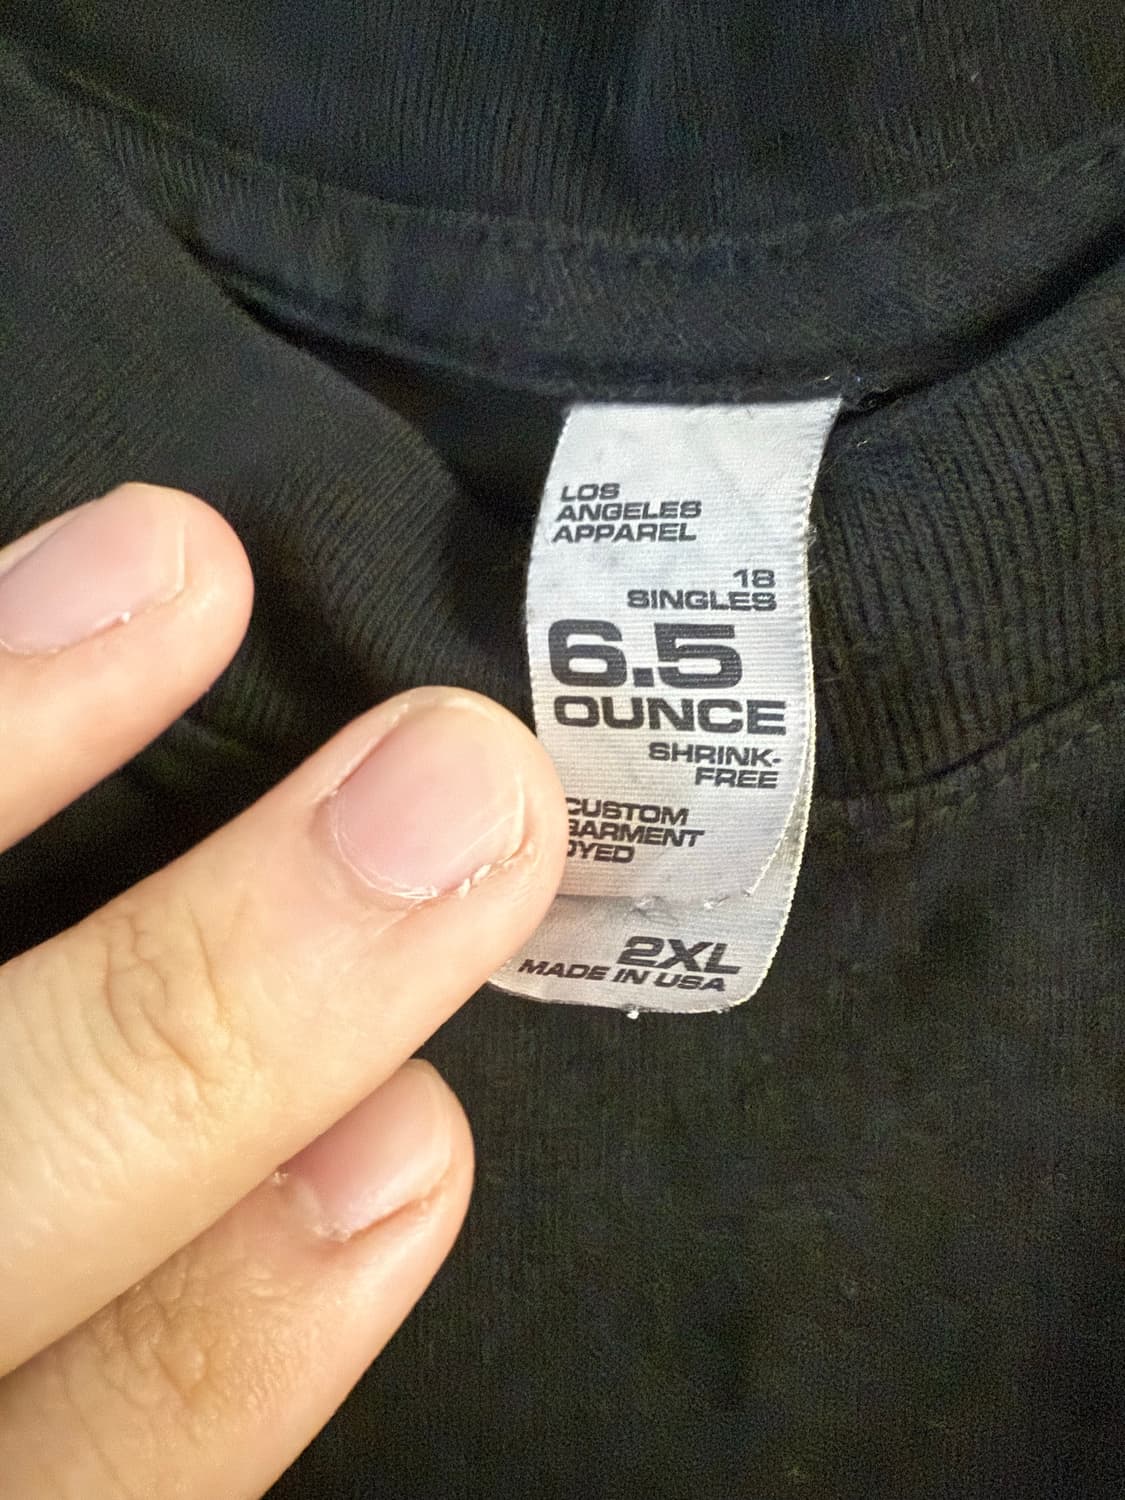 LOS
ANGELES
APPAREL
18
SINGLES
6.5
OUNCE
SHRINK-
FREE
CUSTOM
GARMENT
DYED
2XL
MADE IN USA